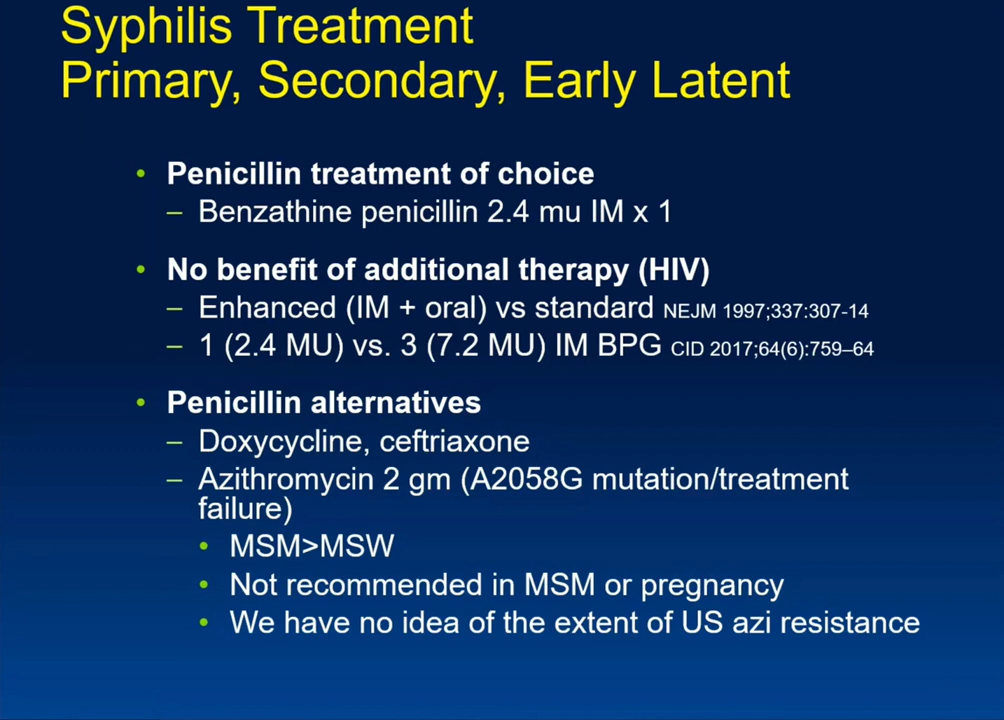 Syphilis Treatment
Primary, Secondary, Early Latent
• Penicillin treatment of choice
– Benzathine penicillin 2.4 mu IM x 1
• No benefit of additional therapy (HIV)
– Enhanced (IM + oral) vs standard NEJM 1997;337:307-14
– 1 (2.4 MU) vs. 3 (7.2 MU) IM BPG CID 2017;64(6):759–64
• Penicillin alternatives
– Doxycycline, ceftriaxone
– Azithromycin 2 gm (A2058G mutation/treatment
failure)
• MSM>MSW
• Not recommended in MSM or pregnancy
• We have no idea of the extent of US azi resistance